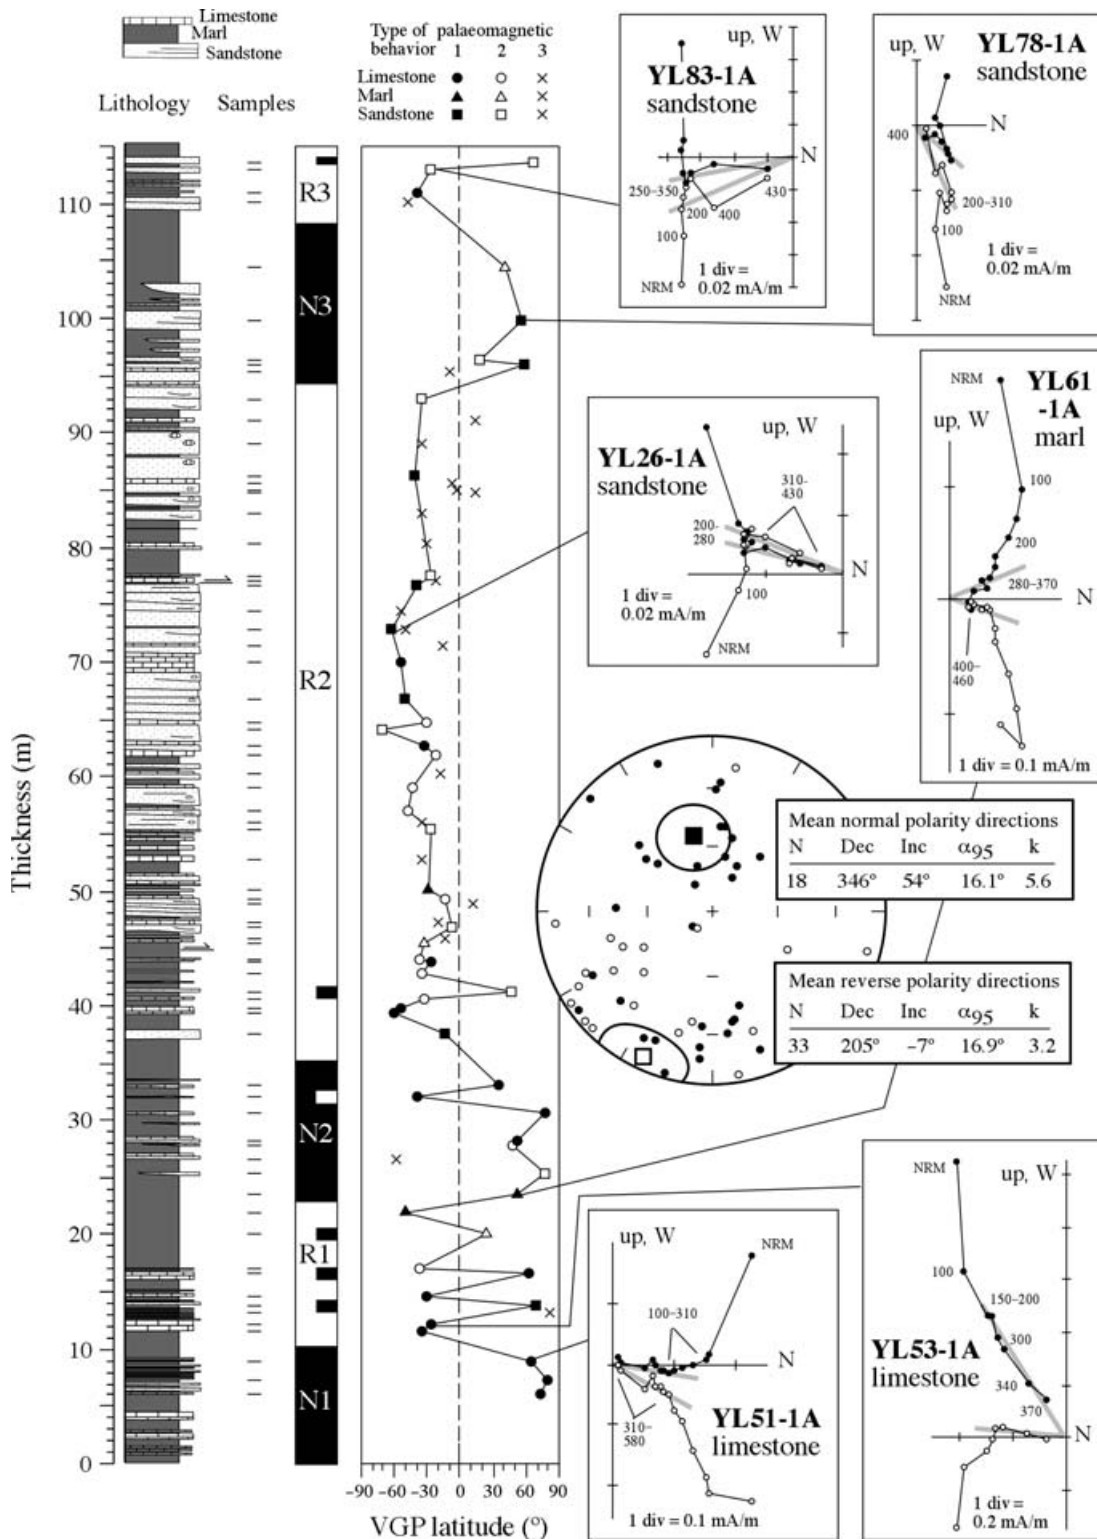 Limestone
Marl
Sandstone
Lithology
Samples
Type of palaeomagnetic
behavior 1 2 3
Limestone
Marl
Sandstone
Thickness (m)
110
100
90
80
70
60
50
40
30
20
10
0
R3
N3
R2
N2
R1
N1
-90 -60 -30 0 30 60 90
VGP latitude (°)
up, W
YL83-1A
sandstone
N
250-350
200
400
430
100
NRM
1 div =
0.02 mA/m
up, W
YL78-1A
sandstone
N
400
200-310
100
NRM
1 div =
0.02 mA/m
YL26-1A
sandstone
up, W
310-
430
200-
280
N
100
NRM
1 div =
0.02 mA/m
NRM
YL61
-1A
marl
up, W
100
200
280-370
N
400-
460
1 div = 0.1 mA/m
Mean normal polarity directions
N Dec Inc α95 k
18 346° 54° 16.1° 5.6
Mean reverse polarity directions
N Dec Inc α95 k
33 205° -7° 16.9° 3.2
up, W
NRM
100-310
N
310-
580
YL51-1A
limestone
1 div = 0.1 mA/m
NRM
up, W
100
150-200
300
YL53-1A
limestone
340
370
N
1 div =
0.2 mA/m